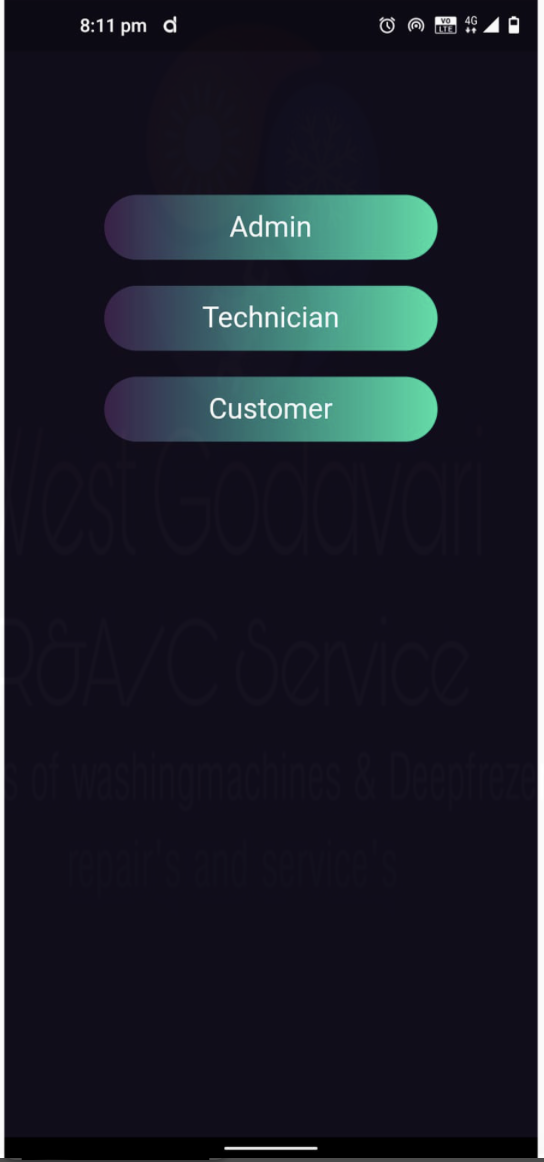 8:11 pm d
VO LTE 4G
Admin
Technician
Customer
West Godavari
R&A/C Service
s of washingmachines & Deepfreze
repair's and service's